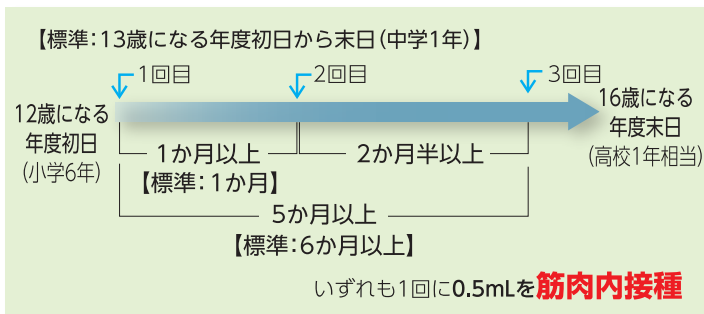 【標準：13歳になる年度初日から末日（中学1年）】
1回目
2回目
3回目
12歳になる
年度初日
(小学6年)
16歳になる
年度末日
(高校1年相当)
1か月以上
【標準：1か月】
2か月半以上
5か月以上
【標準：6か月以上】
いずれも1回に0.5mLを筋肉内接種